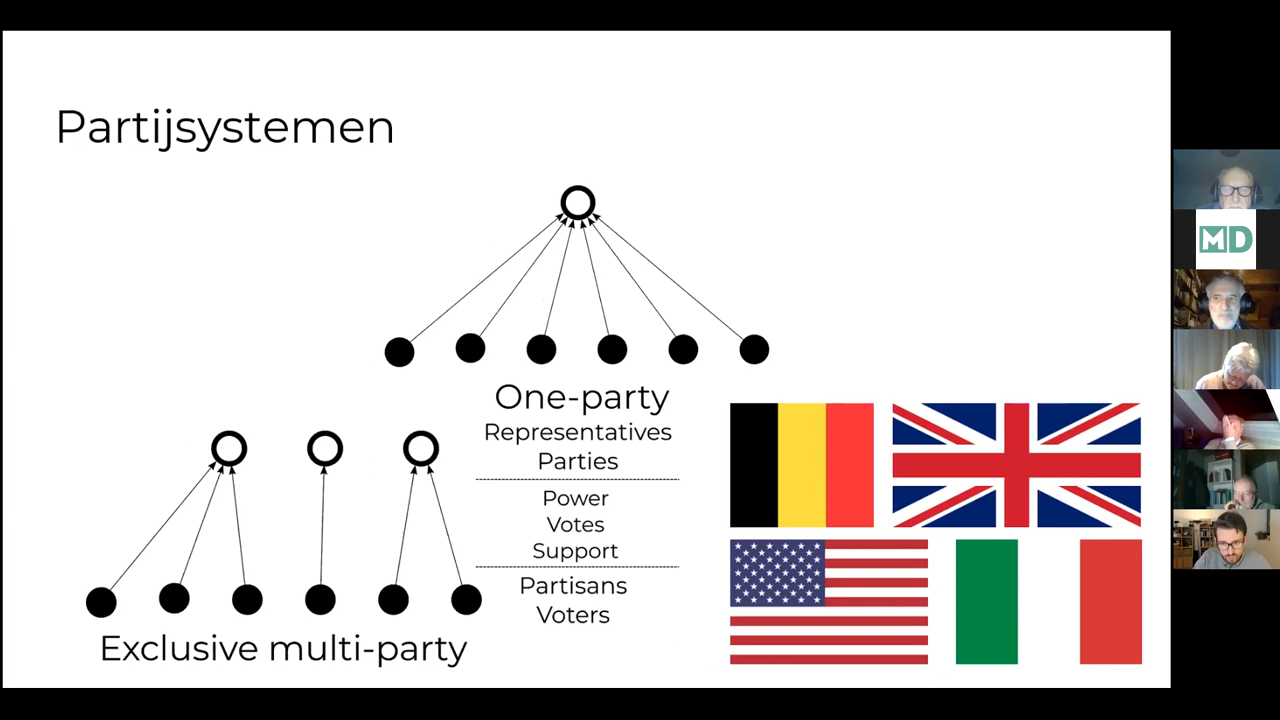 Partijsystemen
One-party
Representatives
Parties
Power
Votes
Support
Partisans
Voters
Exclusive multi-party
MD